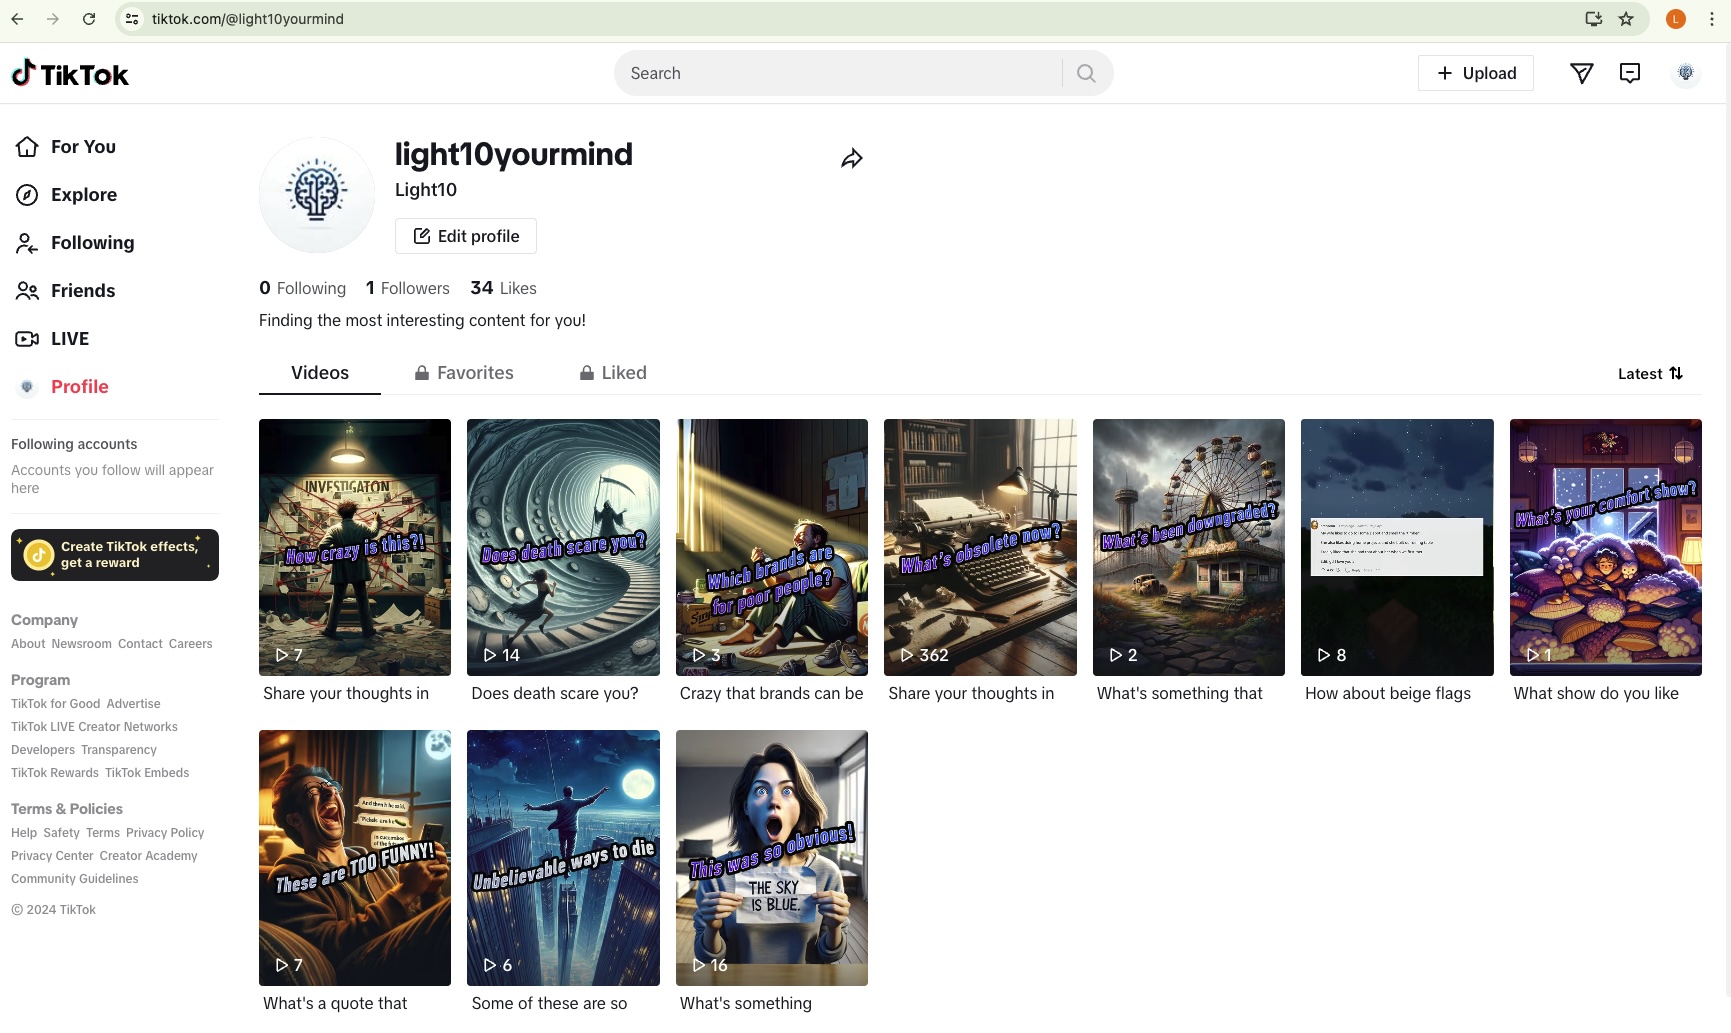 tiktok.com/@light10yourmind
L
TikTok
Search
Upload
For You
Explore
Following
Friends
LIVE
Profile
Following accounts
Accounts you follow will appear
here
Create TikTok effects,
get a reward
Company
About Newsroom Contact Careers
Program
TikTok for Good Advertise
TikTok LIVE Creator Networks
Developers Transparency
TikTok Rewards TikTok Embeds
Terms & Policies
Help Safety Terms Privacy Policy
Privacy Center Creator Academy
Community Guidelines
© 2024 TikTok
light10yourmind
Light10
Edit profile
0 Following 1 Followers 34 Likes
Finding the most interesting content for you!
Videos
Favorites
Liked
Latest
INVESTIGATON
How crazy is this?!
7
Share your thoughts in
Does death scare you?
14
Does death scare you?
Which brands are
for poor people?
3
Crazy that brands can be
What's obsolete now?
362
Share your thoughts in
What's been downgraded?
2
What's something that
8
How about beige flags
What's your comfort show?
1
What show do you like
And then he said,
These are TOO FUNNY!
7
What's a quote that
Unbelievable ways to die
6
Some of these are so
This was so obvious!
THE SKY
IS BLUE.
16
What's something